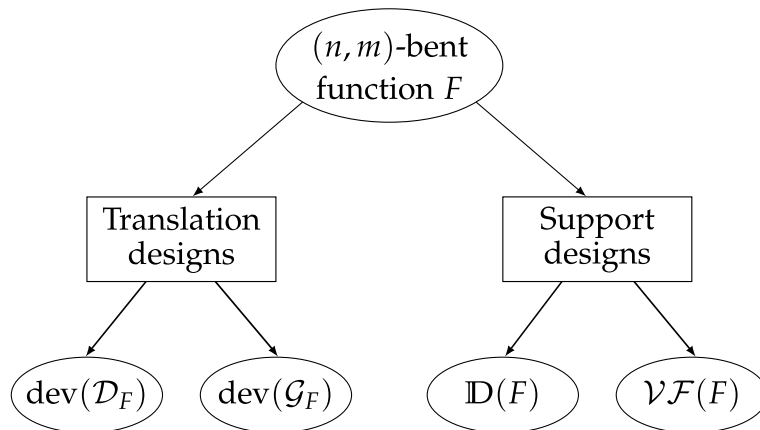 (n, m)-bent
function F
Translation
designs
Support
designs
dev(𝒟_F)
dev(𝒢_F)
𝔻(F)
𝒱ℱ(F)